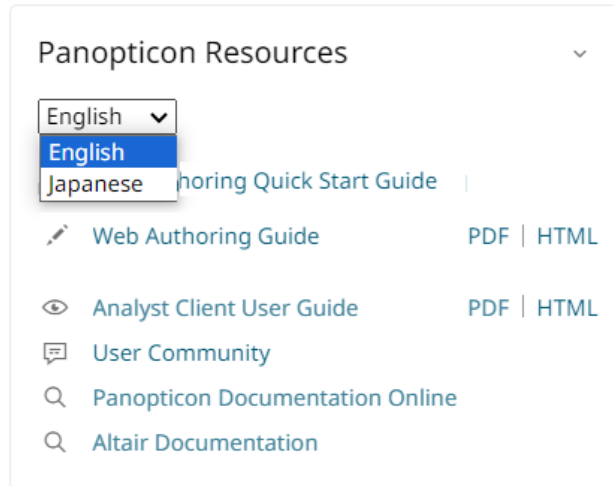 Panopticon Resources
English
English
Japanese
horing Quick Start Guide
Web Authoring Guide PDF | HTML
Analyst Client User Guide PDF | HTML
User Community
Panopticon Documentation Online
Altair Documentation